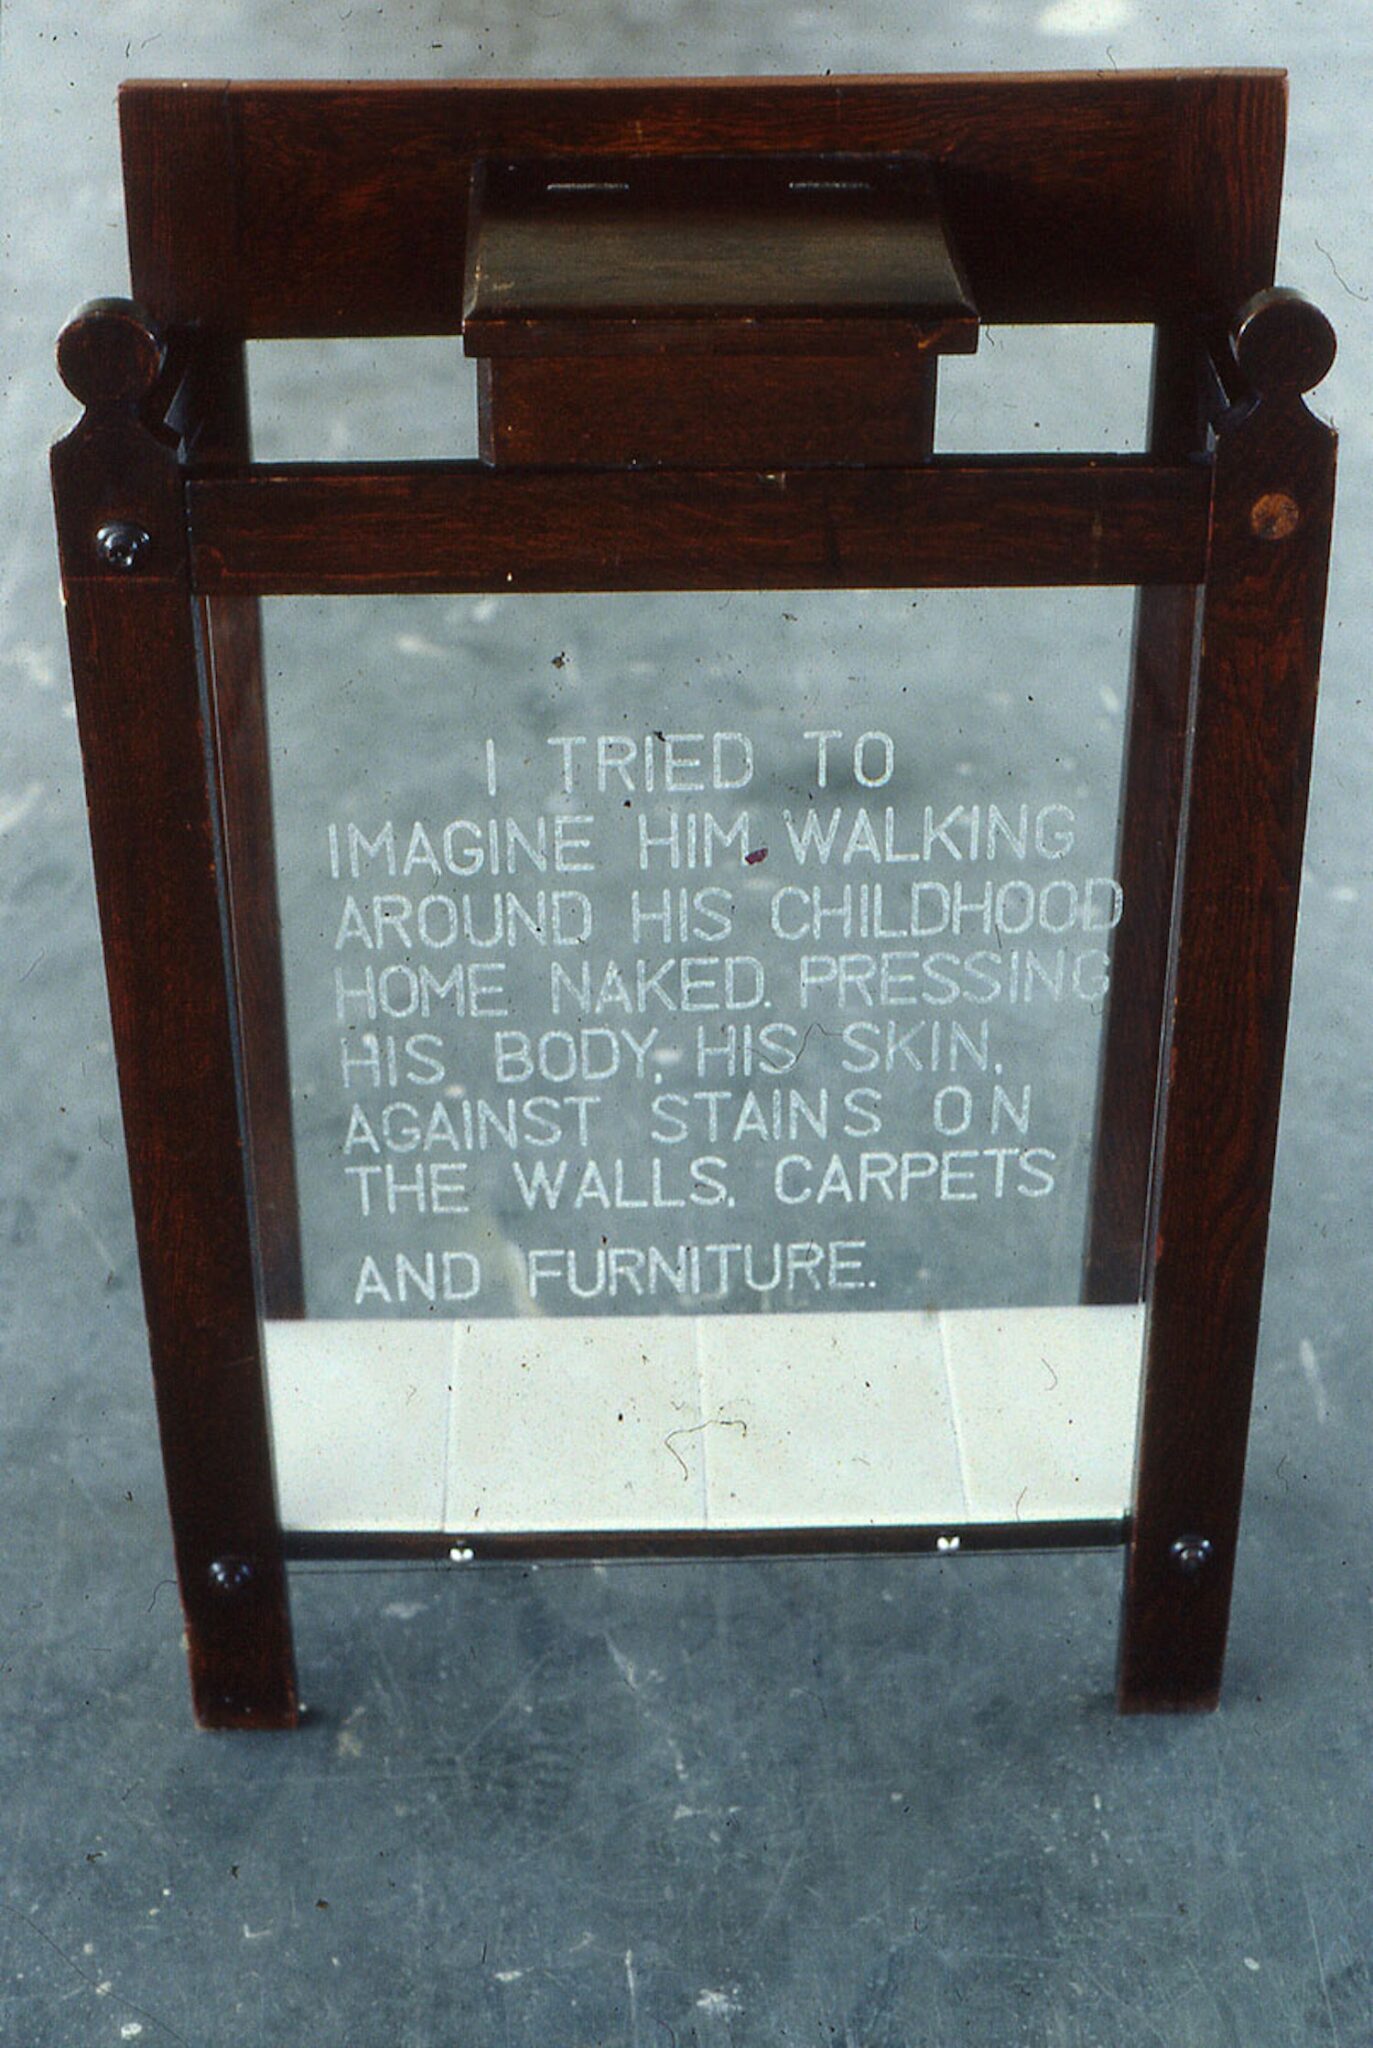 I TRIED TO
IMAGINE HIM WALKING
AROUND HIS CHILDHOOD
HOME NAKED. PRESSING
HIS BODY, HIS SKIN,
AGAINST STAINS ON
THE WALLS, CARPETS
AND FURNITURE.